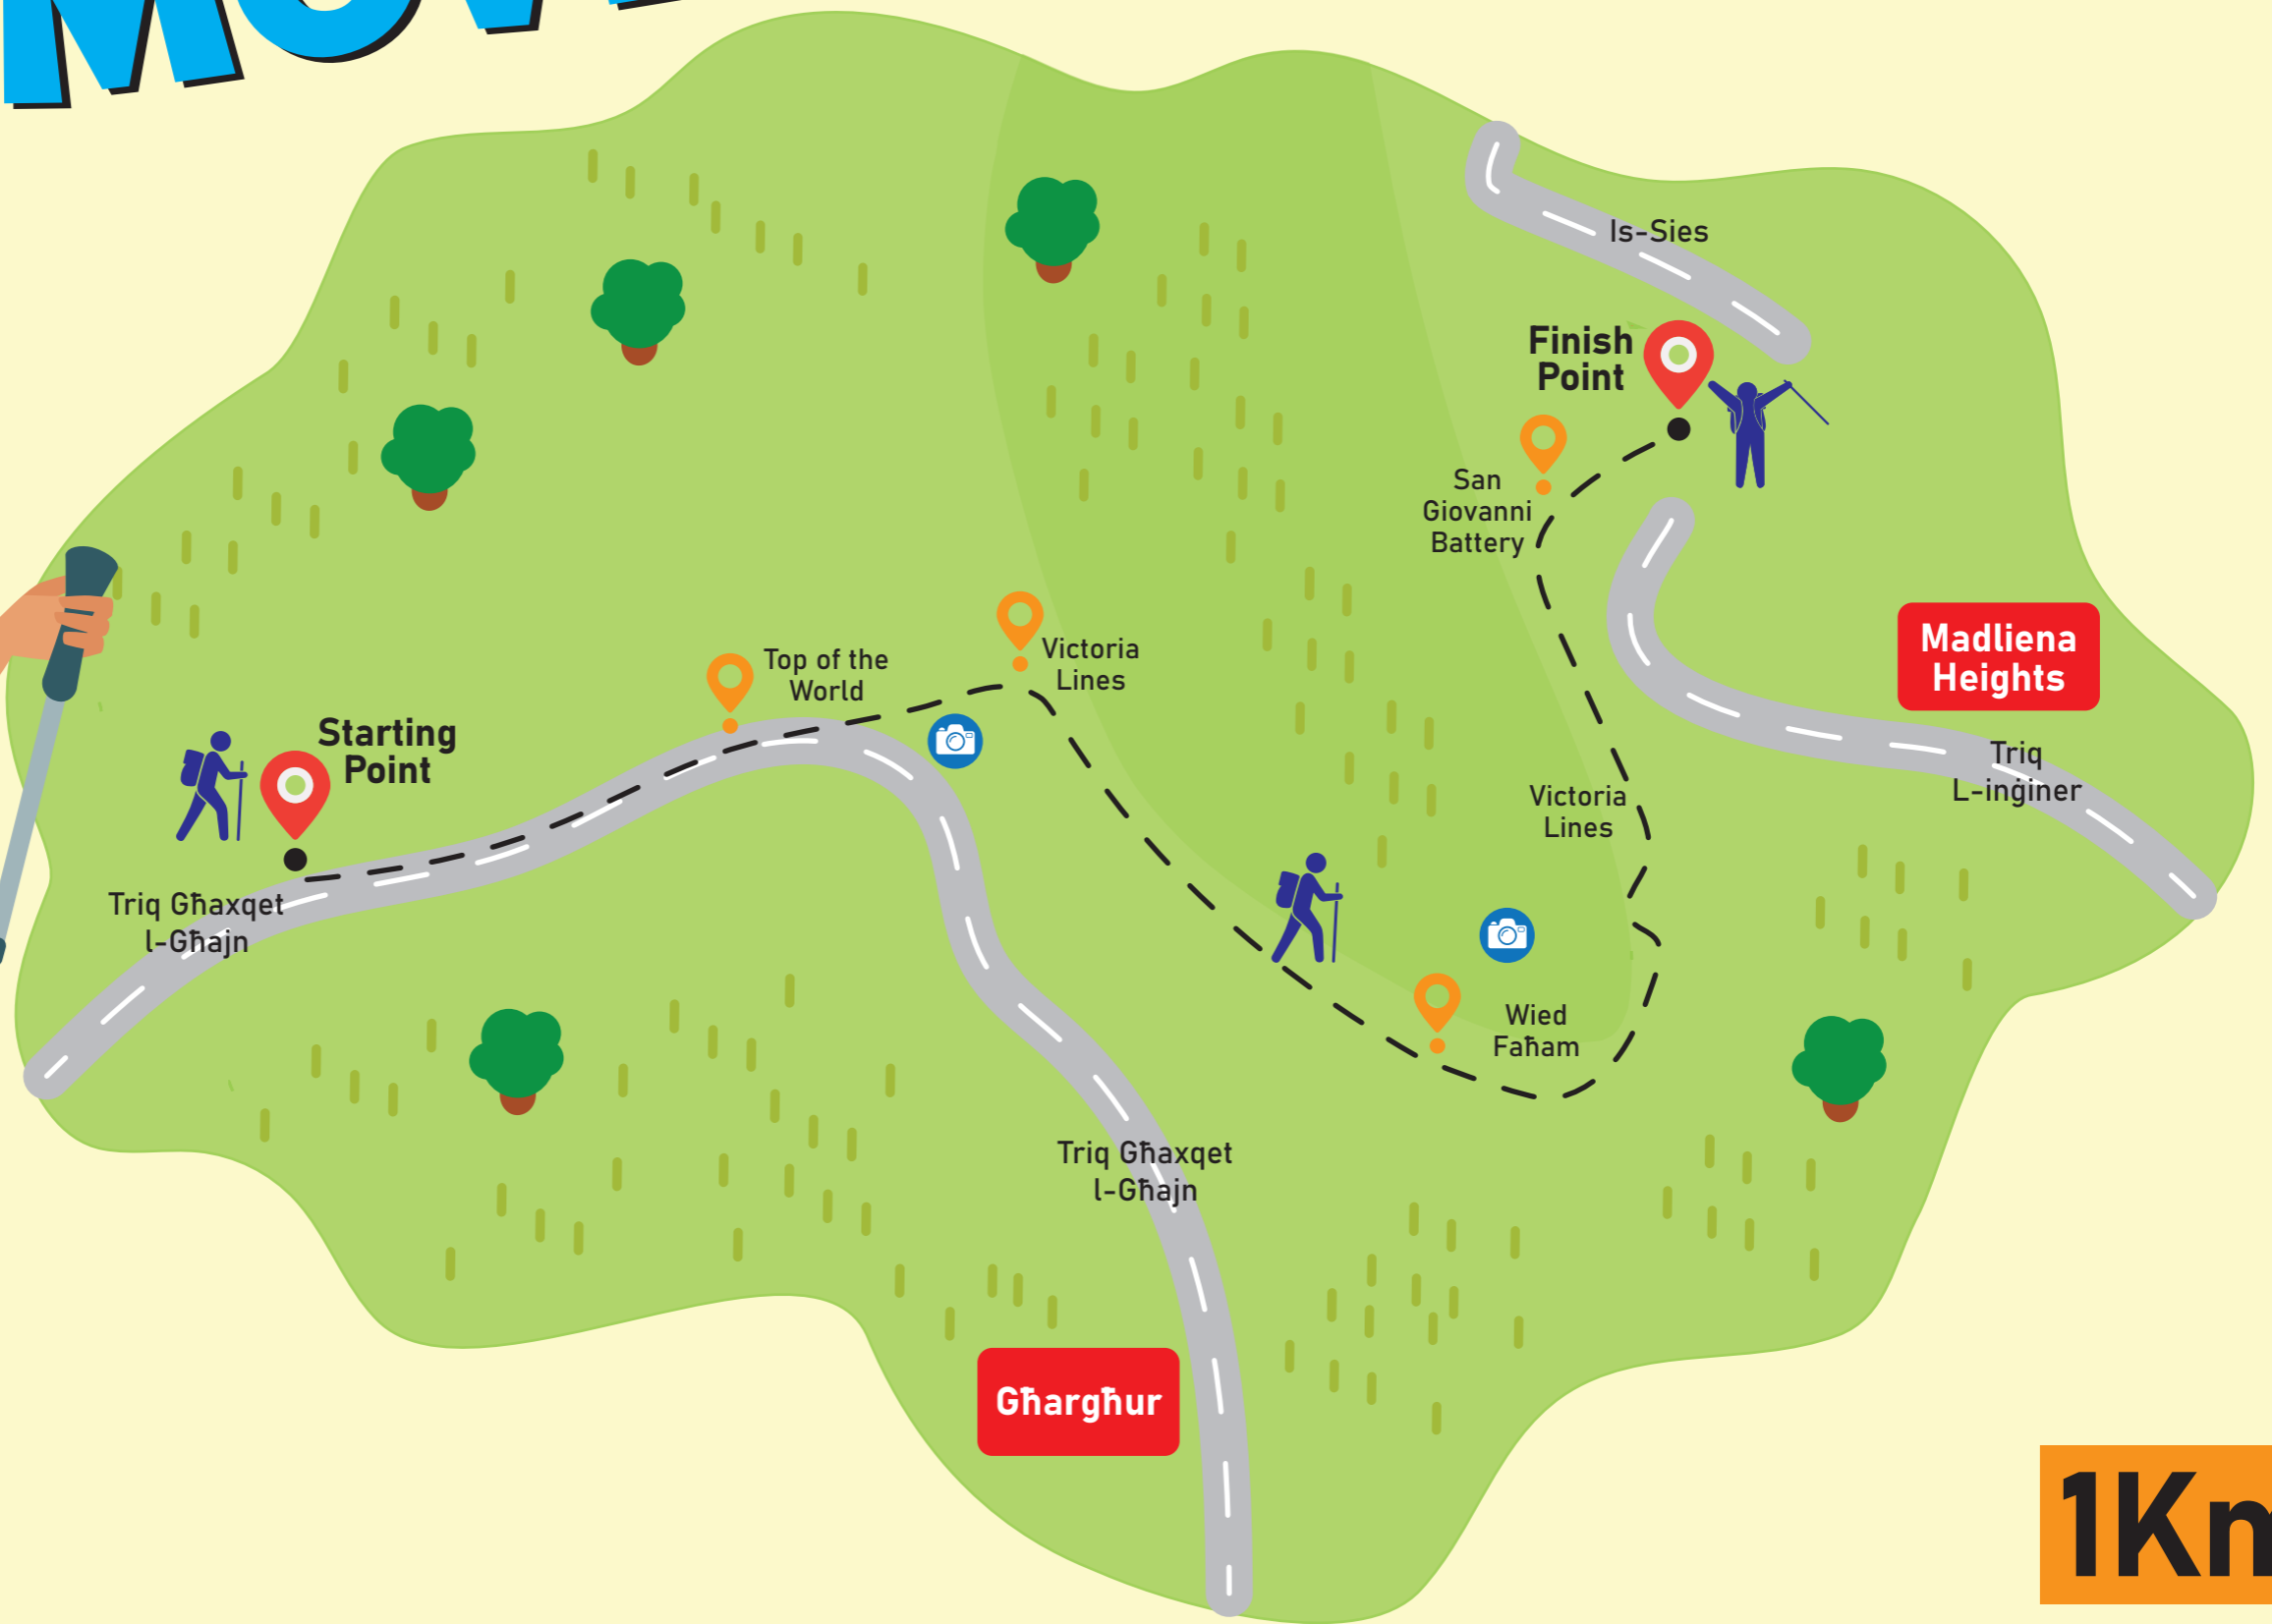 Is-Sies
Finish
Point
San
Giovanni
Battery
Madliena
Heights
Victoria
Lines
Top of the
World
Starting
Point
Triq
L-inġiner
Victoria
Lines
Triq Għaxqet
l-Għajn
Wied
Faħam
Triq Għaxqet
l-Għajn
Għargħur